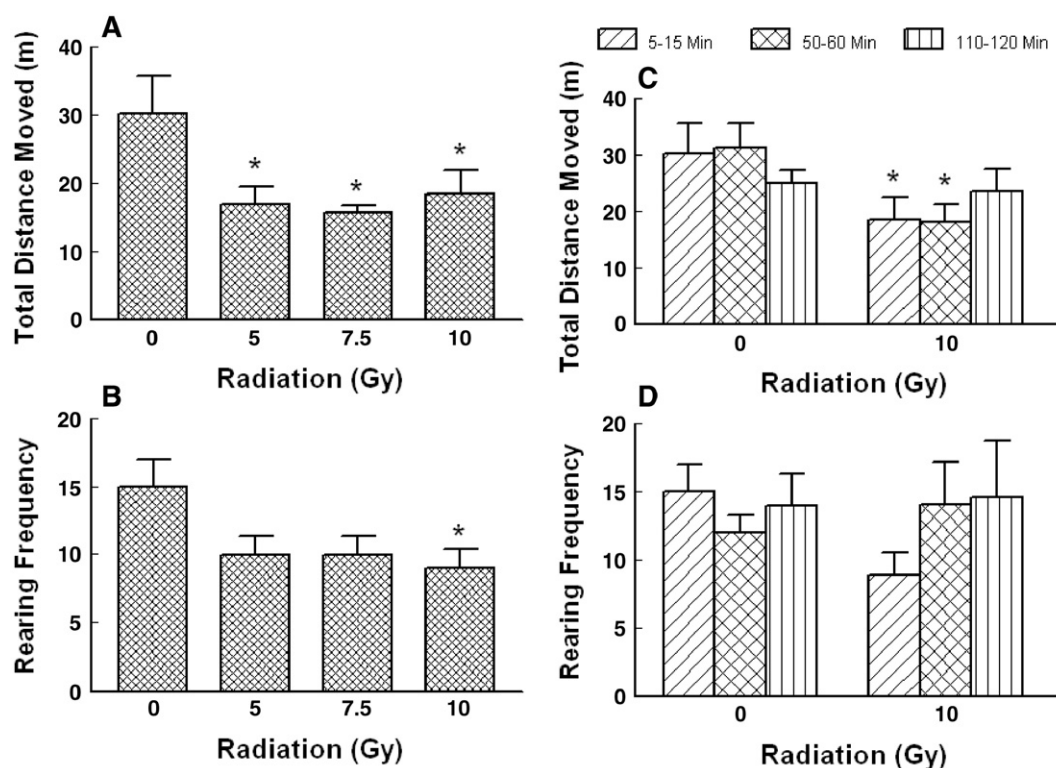 A
Total Distance Moved (m)
40
30
20
10
0
*
*
*
0 5 7.5 10
Radiation (Gy)
B
Rearing Frequency
20
15
10
5
0
*
0 5 7.5 10
Radiation (Gy)
5-15 Min 50-60 Min 110-120 Min
C
Total Distance Moved (m)
40
30
20
10
0
* *
0 10
Radiation (Gy)
D
Rearing Frequency
20
15
10
5
0
0 10
Radiation (Gy)